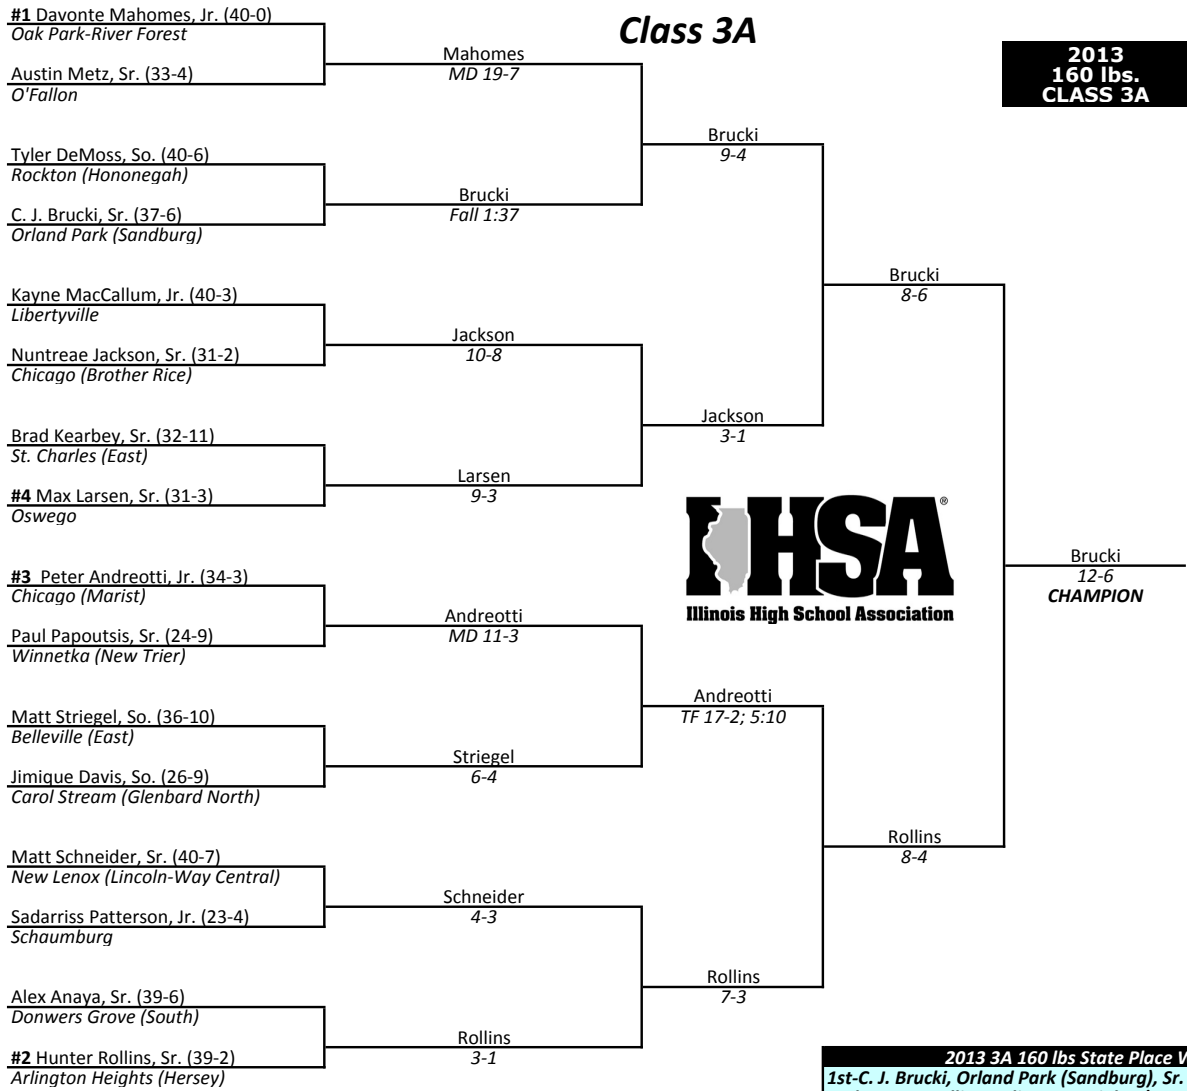 Class 3A
2013
160 lbs.
CLASS 3A
#1 Davonte Mahomes, Jr. (40-0)
Oak Park-River Forest
Austin Metz, Sr. (33-4)
O'Fallon
Tyler DeMoss, So. (40-6)
Rockton (Hononegah)
C. J. Brucki, Sr. (37-6)
Orland Park (Sandburg)
Kayne MacCallum, Jr. (40-3)
Libertyville
Nuntreae Jackson, Sr. (31-2)
Chicago (Brother Rice)
Brad Kearbey, Sr. (32-11)
St. Charles (East)
#4 Max Larsen, Sr. (31-3)
Oswego
#3 Peter Andreotti, Jr. (34-3)
Chicago (Marist)
Paul Papoutsis, Sr. (24-9)
Winnetka (New Trier)
Matt Striegel, So. (36-10)
Belleville (East)
Jimique Davis, So. (26-9)
Carol Stream (Glenbard North)
Matt Schneider, Sr. (40-7)
New Lenox (Lincoln-Way Central)
Sadarriss Patterson, Jr. (23-4)
Schaumburg
Alex Anaya, Sr. (39-6)
Donwers Grove (South)
#2 Hunter Rollins, Sr. (39-2)
Arlington Heights (Hersey)
Mahomes
MD 19-7
Brucki
Fall 1:37
Jackson
10-8
Larsen
9-3
Andreotti
MD 11-3
Striegel
6-4
Schneider
4-3
Rollins
3-1
Brucki
9-4
Jackson
3-1
Andreotti
TF 17-2; 5:10
Rollins
7-3
Brucki
8-6
Rollins
8-4
Brucki
12-6
CHAMPION
IHSA®
Illinois High School Association
2013 3A 160 lbs State Place
1st-C. J. Brucki, Orland Park (Sandburg), Sr.